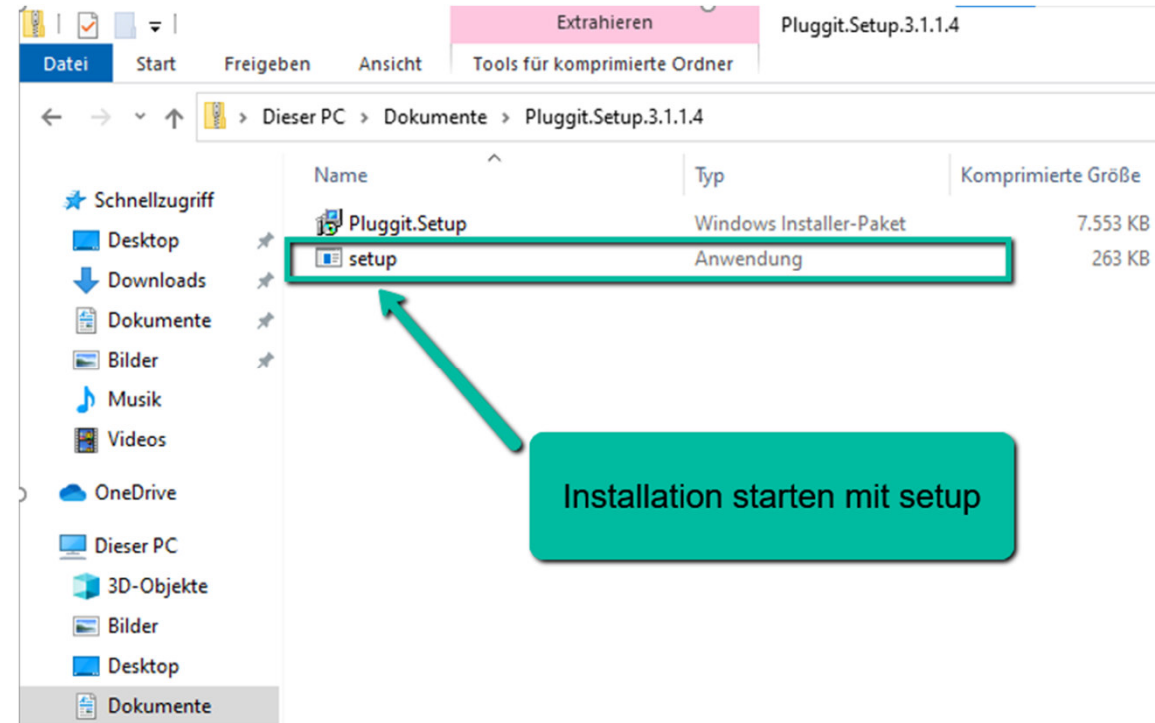 Extrahieren
Pluggit.Setup.3.1.1.4
Datei Start Freigeben Ansicht Tools für komprimierte Ordner
Dieser PC > Dokumente > Pluggit.Setup.3.1.1.4
Name Typ Komprimierte Größe
Schnellzugriff
Desktop
Downloads
Dokumente
Bilder
Musik
Videos
OneDrive
Dieser PC
3D-Objekte
Bilder
Desktop
Dokumente
Pluggit.Setup Windows Installer-Paket 7.553 KB
setup Anwendung 263 KB
Installation starten mit setup